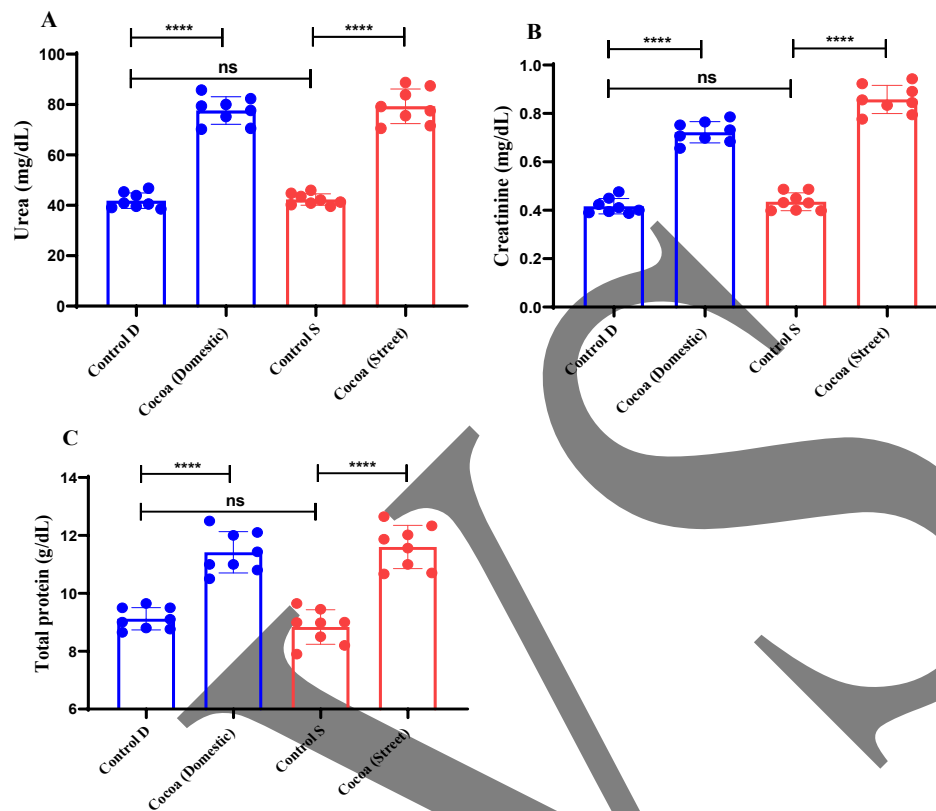 A
****
****
ns
Urea (mg/dL)
100
80
60
40
20
0
Control D
Cocoa (Domestic)
Control S
Cocoa (Street)
B
****
****
ns
Creatinine (mg/dL)
1.0
0.8
0.6
0.4
0.2
0.0
Control D
Cocoa (Domestic)
Control S
Cocoa (Street)
C
****
****
ns
Total protein (g/dL)
14
12
10
8
6
Control D
Cocoa (Domestic)
Control S
Cocoa (Street)